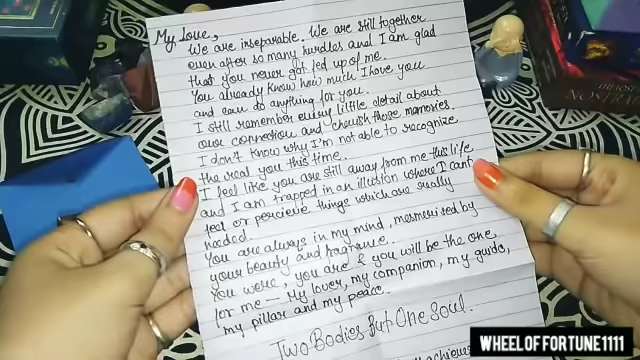 My Love,
We are inseparable. We are still together
even after so many hurdles and I am glad
that you never got fed up of me.
You already know how much I love you
and can do anything for you.
I still remember every little detail about
our connection and cherish those memories.
I don't know why I'm not able to recognize
the real you this time.
I feel like you are still away from me this life
and I am trapped in an illusion where I can't
feel or percieve things which are really
needed.
You are always in my mind, mesmerised by
your beauty and fragrance.
You were, you are & you will be the one
for me — My lover, my companion, my guide,
my pillar and my peace.
Two Bodies but One Soul.
WHEEL OF FORTUNE1111